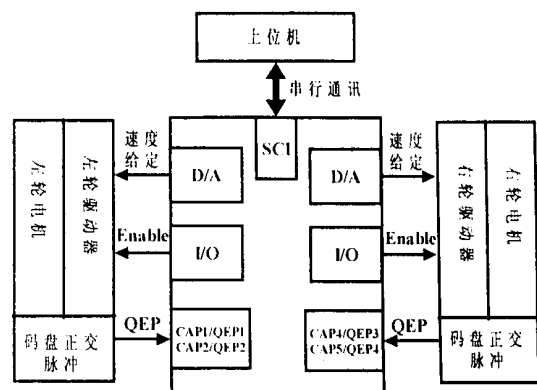 上位机
串行通讯
SCI
速度
给定
D/A
D/A
速度
给定
左轮电机
左轮驱动器
Enable
I/O
I/O
Enable
右轮驱动器
右轮电机
QEP
CAP1/QEP1
CAP2/QEP2
CAP4/QEP3
CAP5/QEP4
QEP
码盘正交
脉冲
码盘正交
脉冲